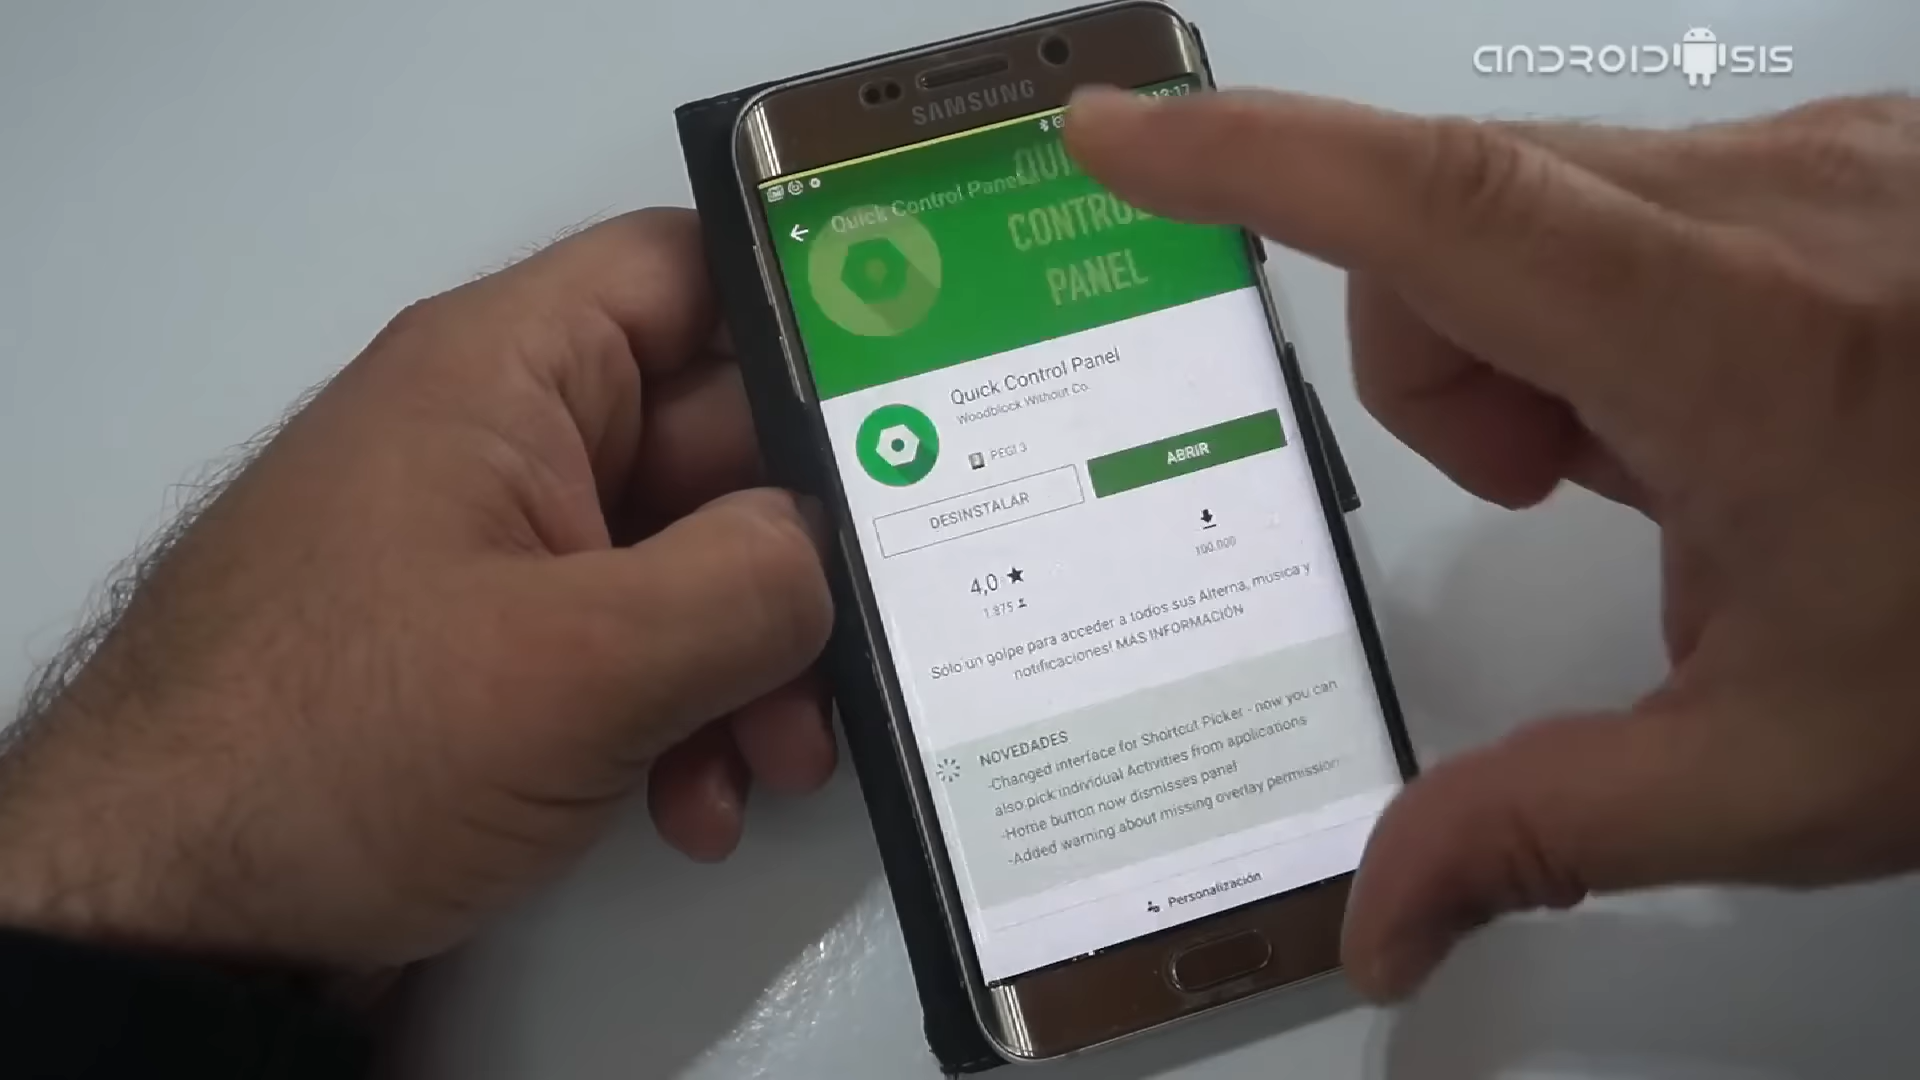 ANDROIDSIS
SAMSUNG
12:17
Quick Control Panel
CONTROL
PANEL
Quick Control Panel
Woodblock Without Co.
PEGI 3
DESINSTALAR
ABRIR
4,0
1.875
100.000
Sólo un golpe para acceder a todos sus Alterna, música y
notificaciones! MÁS INFORMACIÓN
NOVEDADES
-Changed interface for Shortcut Picker - now you can
also pick individual Activities from applications
-Home button now dismisses panel
-Added warning about missing overlay permission
Personalización